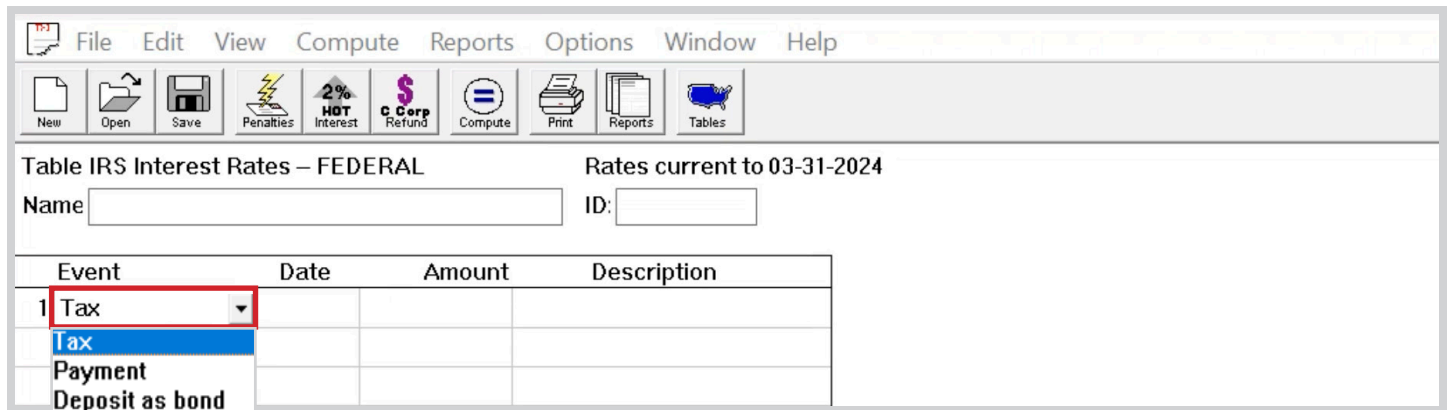 File Edit View Compute Reports Options Window Help
2% HOT $ C Corp
New Open Save Penalties Interest Refund Compute Print Reports Tables
Table IRS Interest Rates – FEDERAL Rates current to 03-31-2024
Name ID:
Event Date Amount Description
1 Tax
Tax
Payment
Deposit as bond